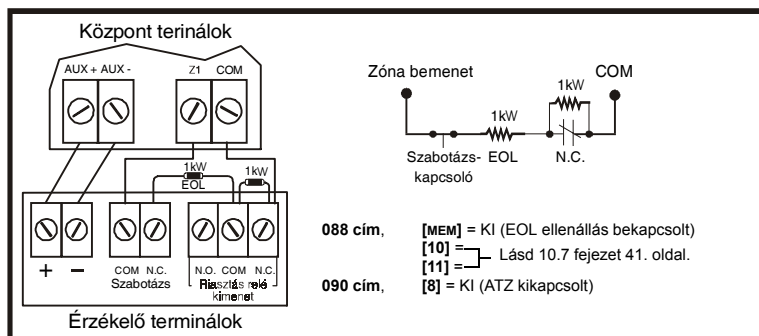 Központ terinálok
AUX + AUX - Z1 COM
1kW
EOL
1kW
+ −
COM N.C. N.O. COM N.C.
Szabotázs
Riasztás relé
kimenet
Érzékelő terminálok
Zóna bemenet COM
1kW
1kW
Szabotázs-
kapcsoló
EOL
N.C.
088 cím, [MEM] = KI (EOL ellenállás bekapcsolt)
[10] =
[11] =
Lásd 10.7 fejezet 41. oldal.
090 cím, [8] = KI (ATZ kikapcsolt)